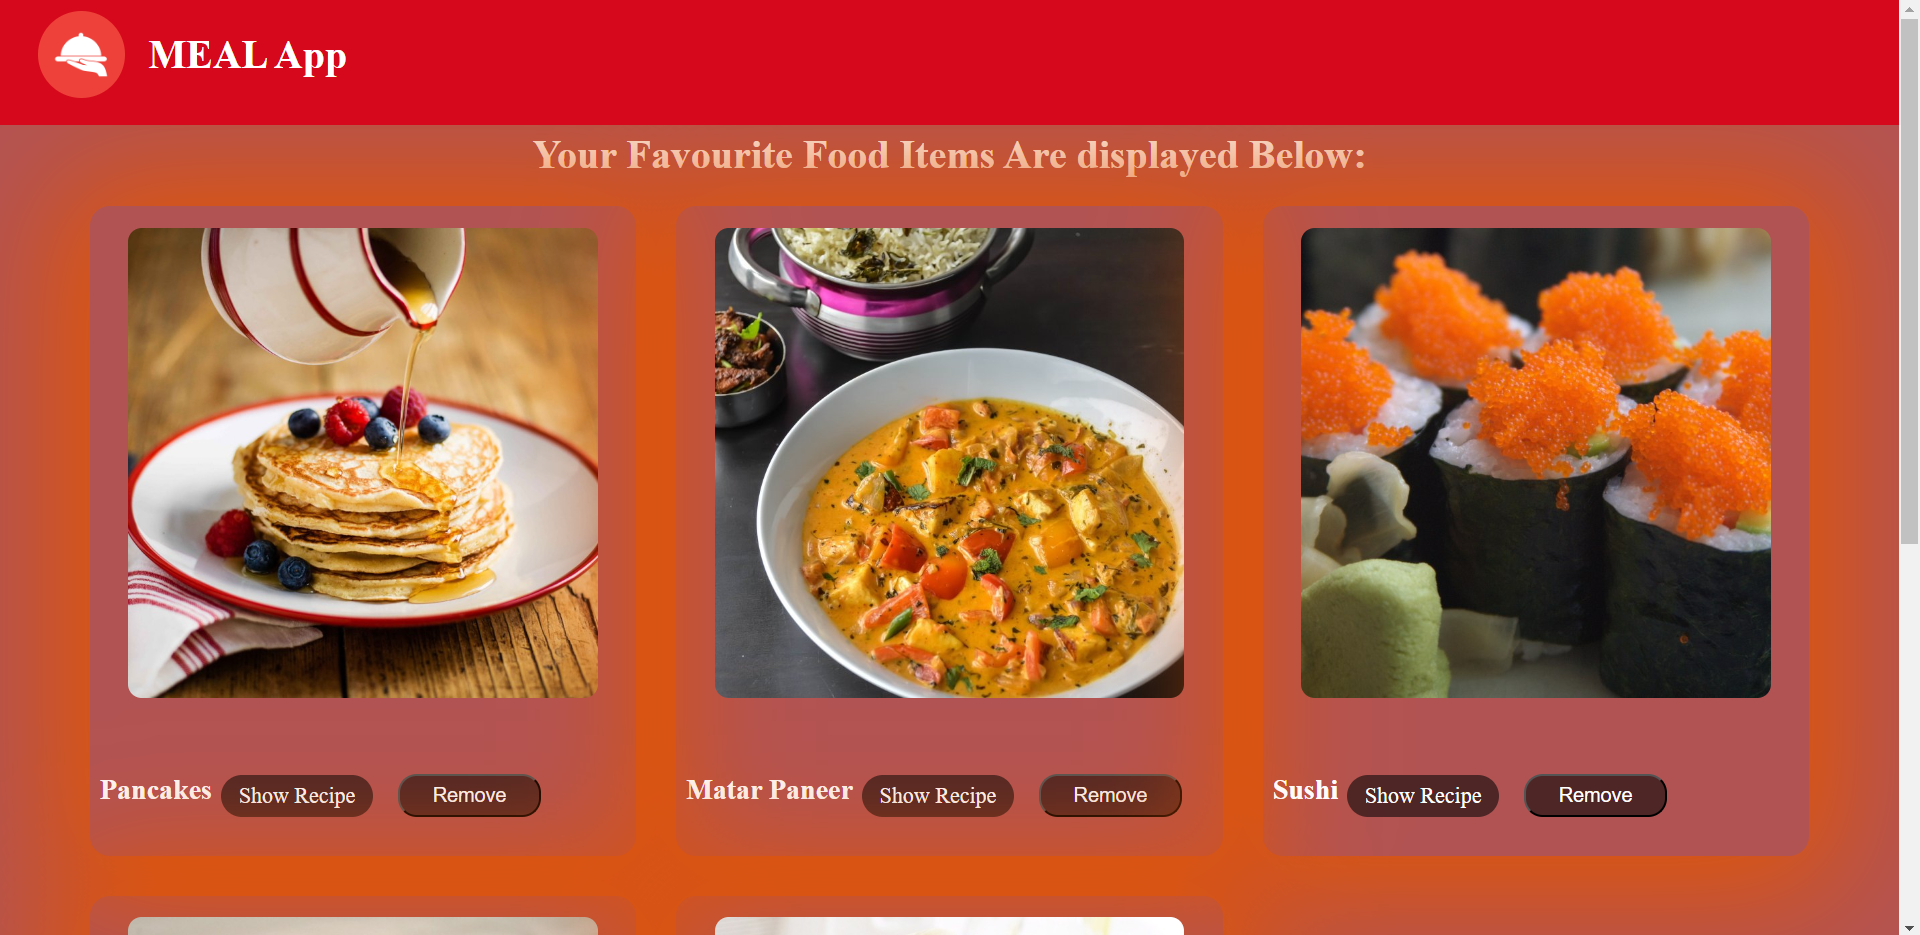 MEAL App
Your Favourite Food Items Are displayed Below:
Pancakes Show Recipe Remove
Matar Paneer Show Recipe Remove
Sushi Show Recipe Remove